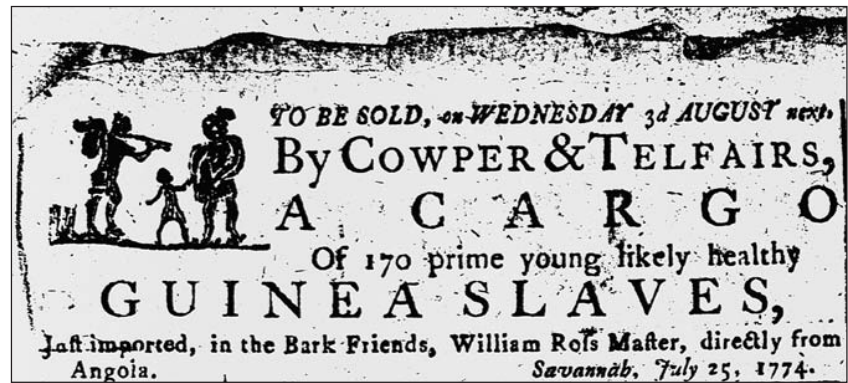 TO BE SOLD, on WEDNESDAY 3d AUGUST next,
By COWPER & TELFAIRS,
A CARGO
Of 170 prime young likely healthy
GUINEA SLAVES,
Just imported, in the Bark Friends, William Ross Master, directly from
Angola.
Savannah, July 25, 1774.